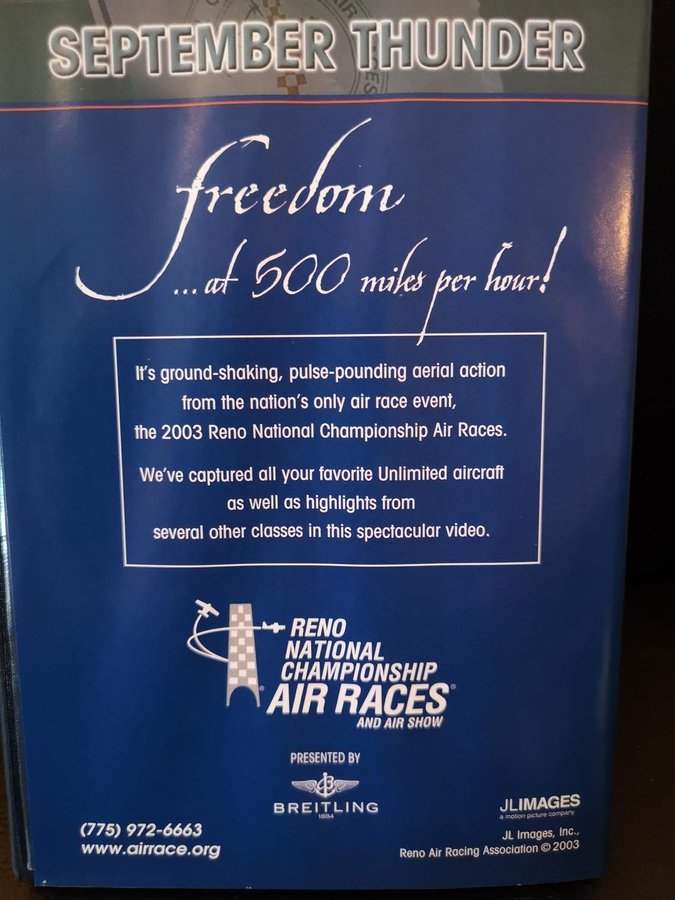 SEPTEMBER THUNDER
freedom
...at 500 miles per hour!
It's ground-shaking, pulse-pounding aerial action
from the nation's only air race event,
the 2003 Reno National Championship Air Races.
We've captured all your favorite Unlimited aircraft
as well as highlights from
several other classes in this spectacular video.
RENO
NATIONAL
CHAMPIONSHIP
AIR RACES®
AND AIR SHOW
PRESENTED BY
B
BREITLING
1884
JLIMAGES
a motion picture company
(775) 972-6663
www.airrace.org
JL Images, Inc.,
Reno Air Racing Association © 2003